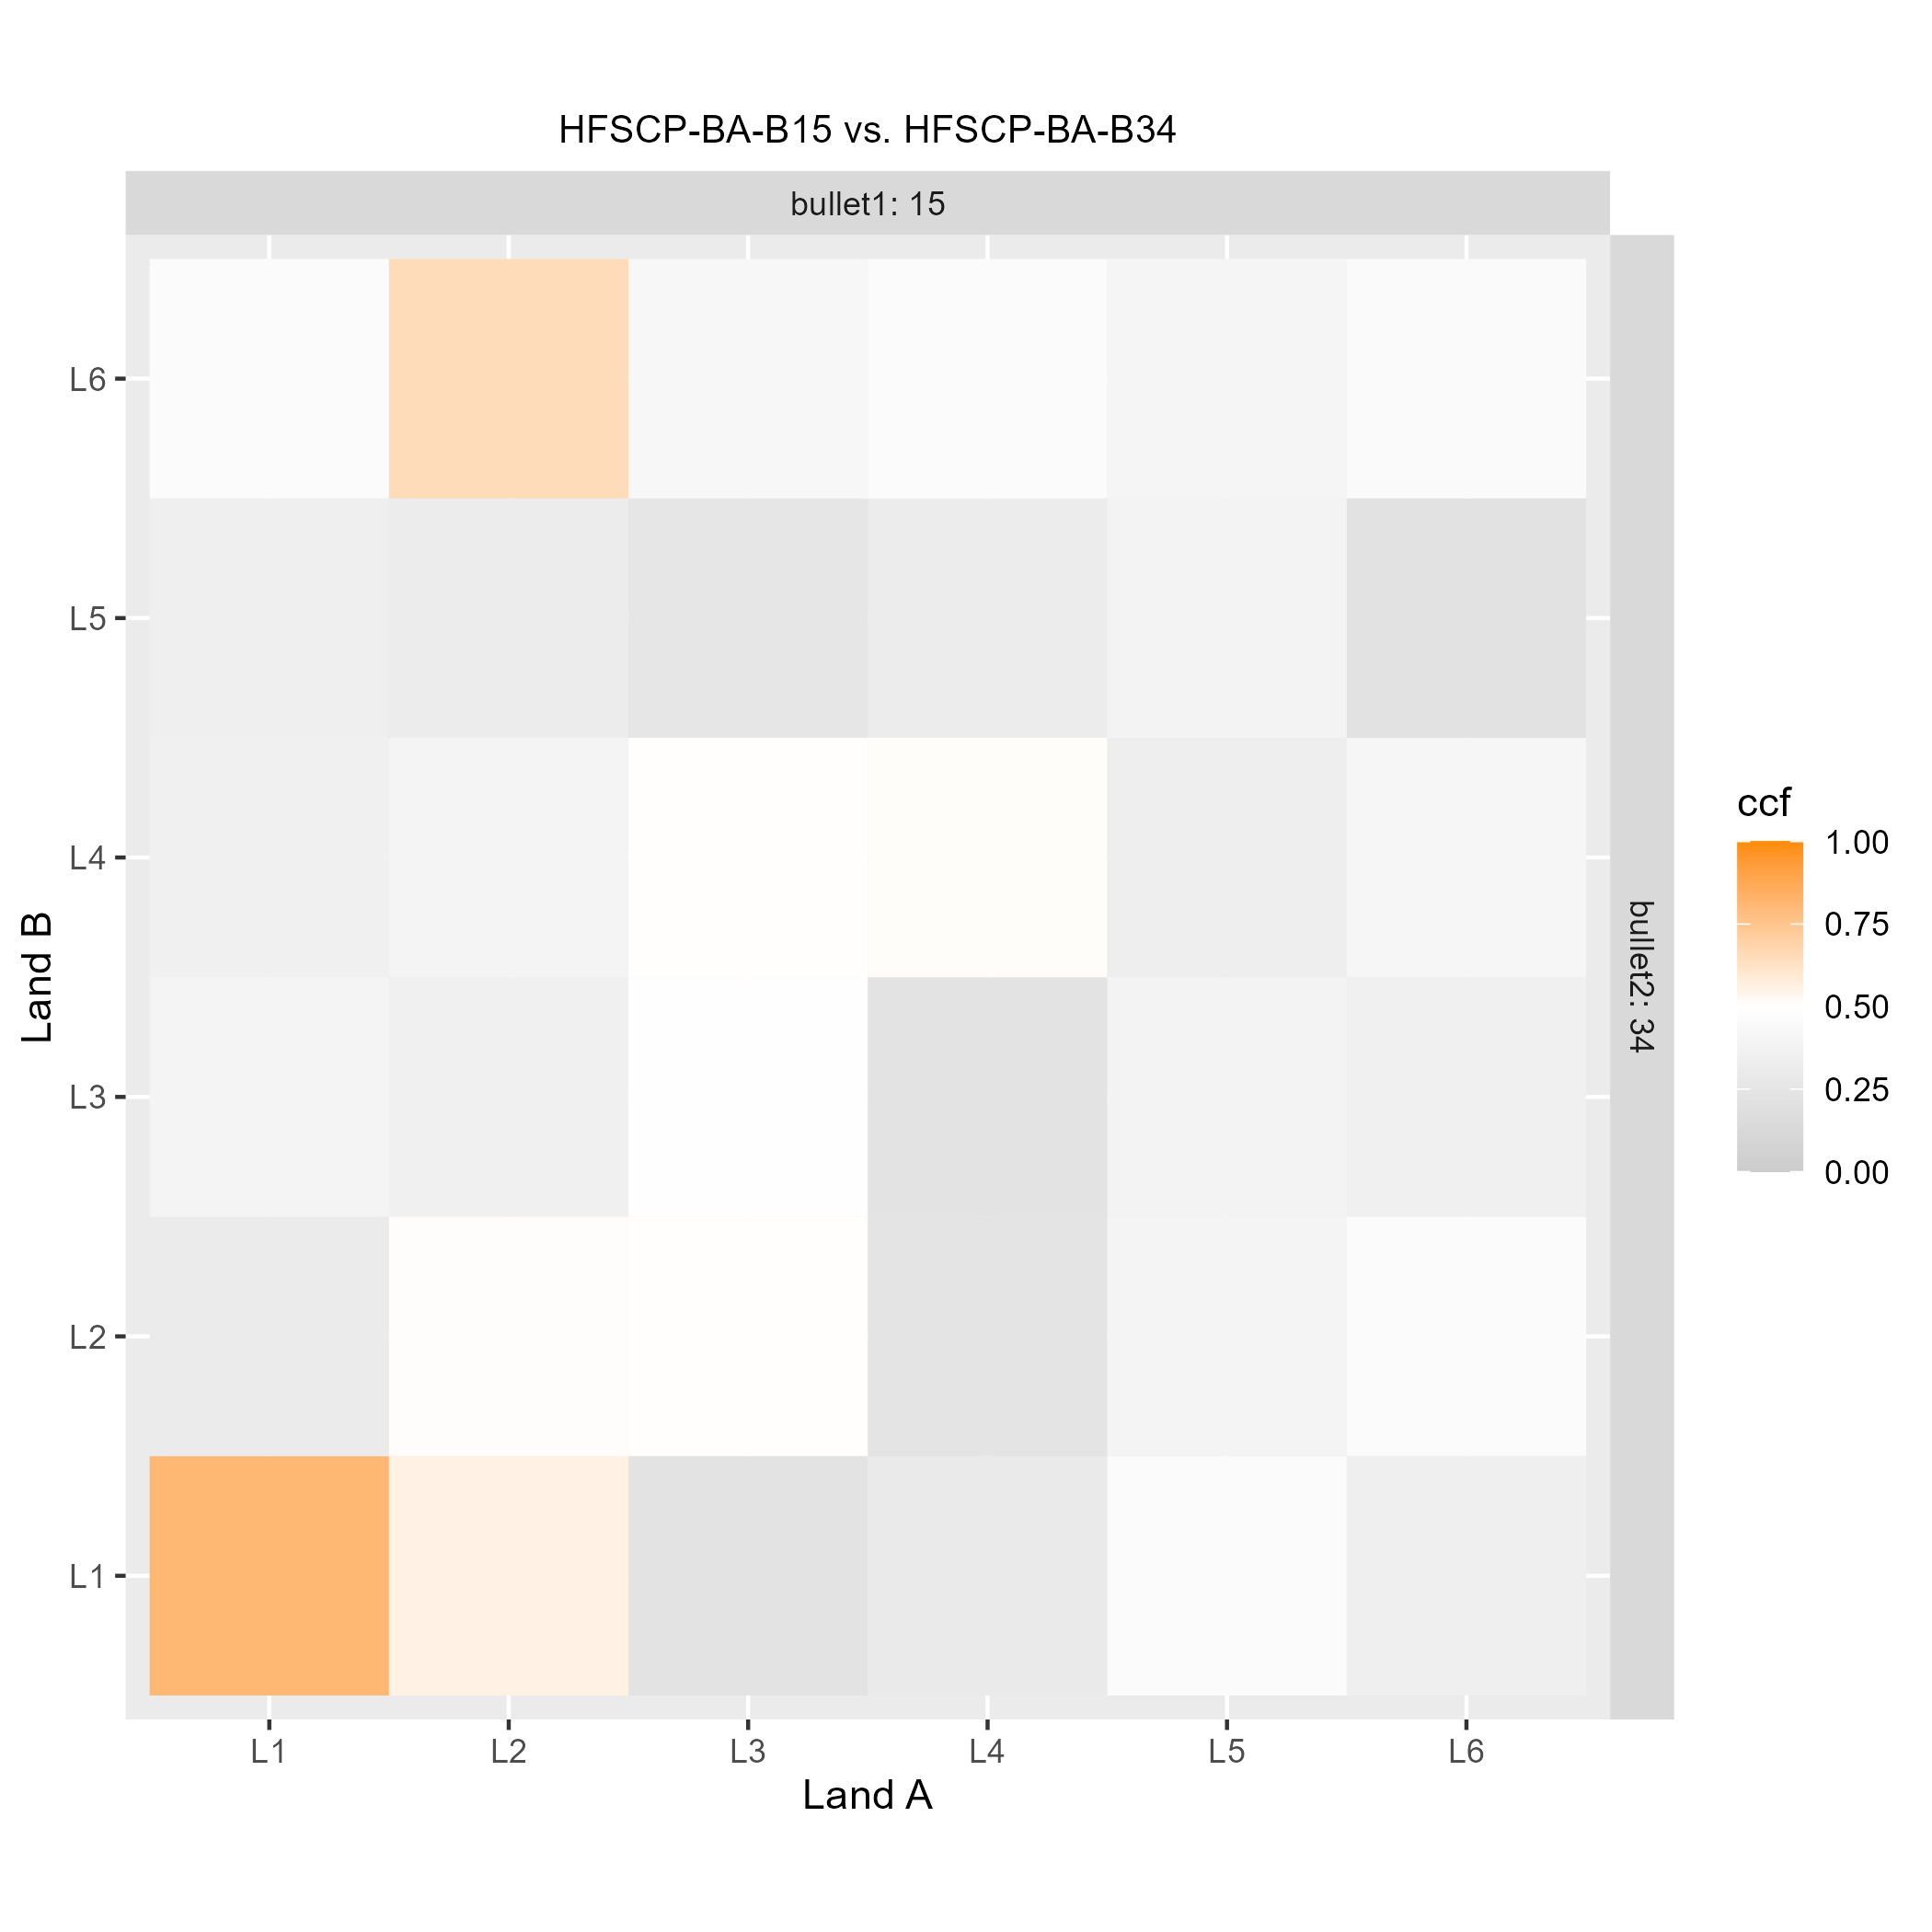 HFSCP-BA-B15 vs. HFSCP-BA-B34
bullet1: 15
L6
L5
L4
L3
L2
L1
Land B
L1
L2
L3
L4
L5
L6
Land A
bullet2: 34
ccf
1.00
0.75
0.50
0.25
0.00